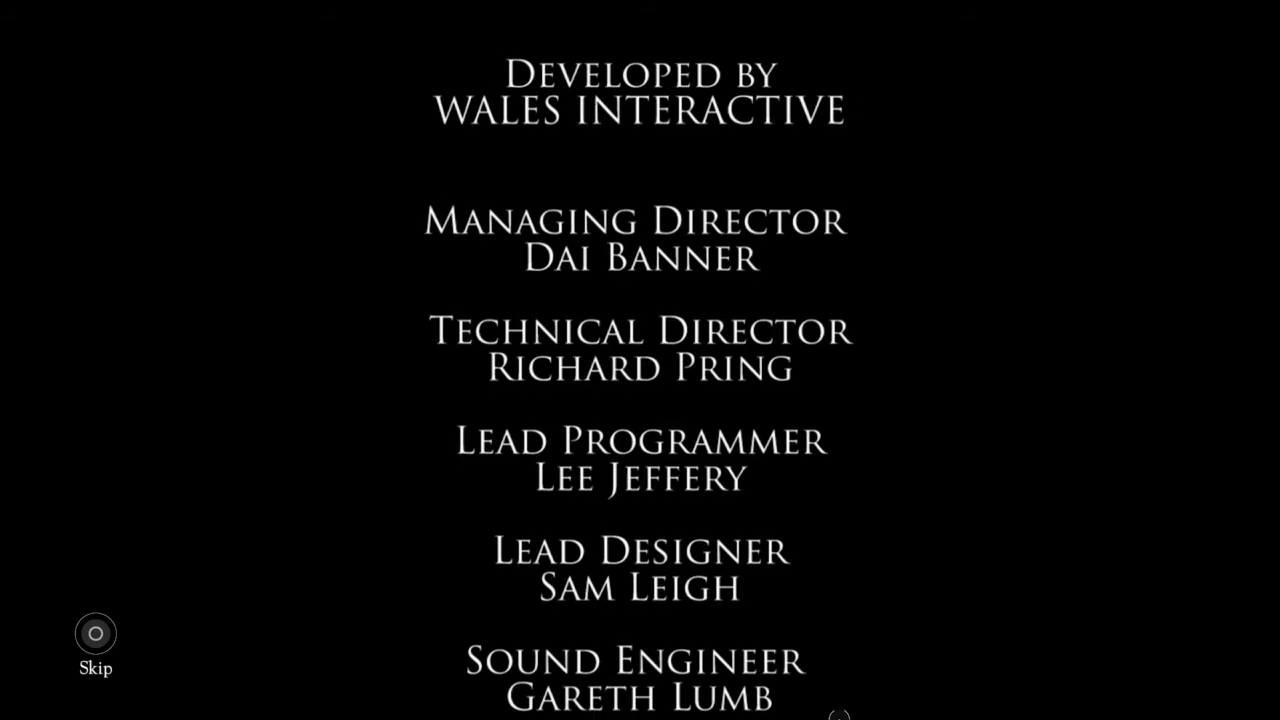 Developed by
WALES INTERACTIVE
Managing Director
Dai Banner
Technical Director
Richard Pring
Lead Programmer
Lee Jeffery
Lead Designer
Sam Leigh
Sound Engineer
Gareth Lumb
Skip